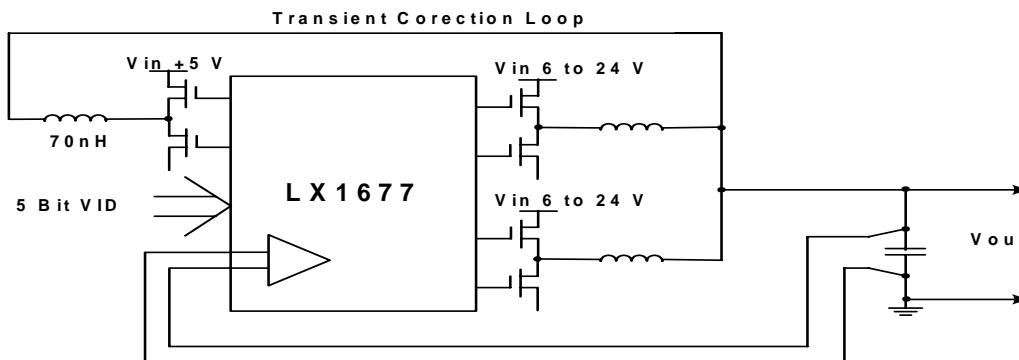 Transient Corection Loop
Vin +5 V
Vin 6 to 24 V
70nH
LX1677
5 Bit VID
Vin 6 to 24 V
Vou